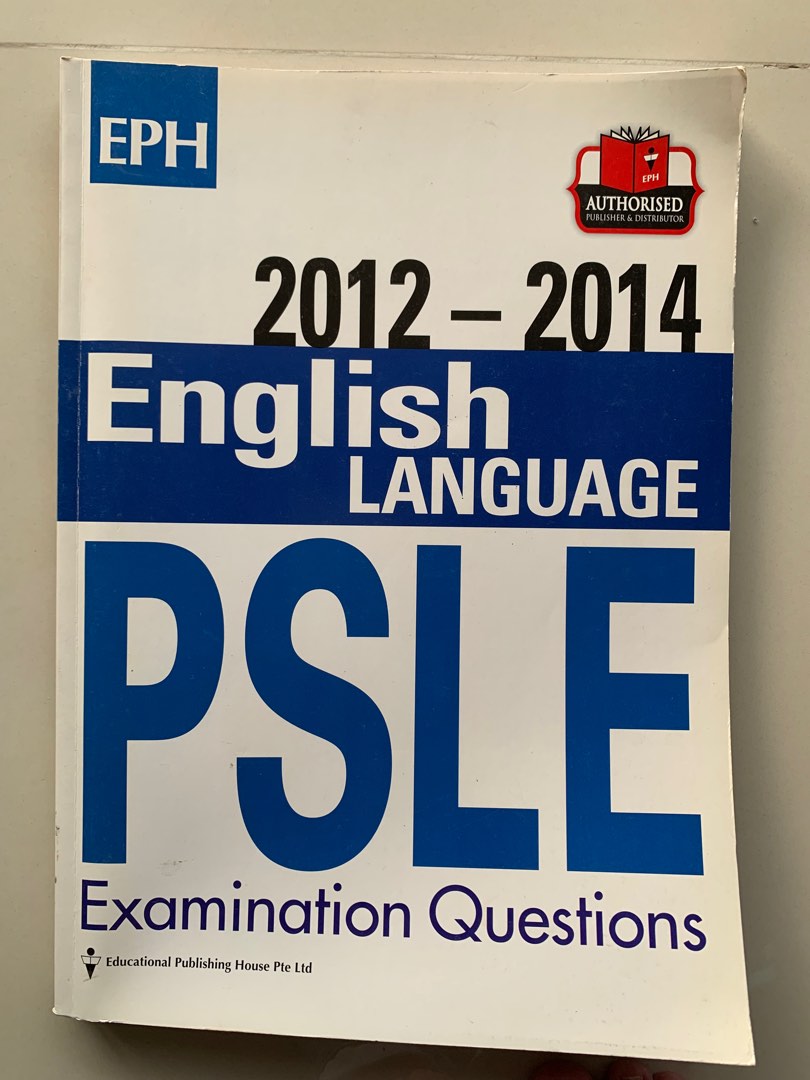 EPH
EPH
AUTHORISED
PUBLISHER & DISTRIBUTOR
2012 – 2014
English
LANGUAGE
PSLE
Examination Questions
Educational Publishing House Pte Ltd